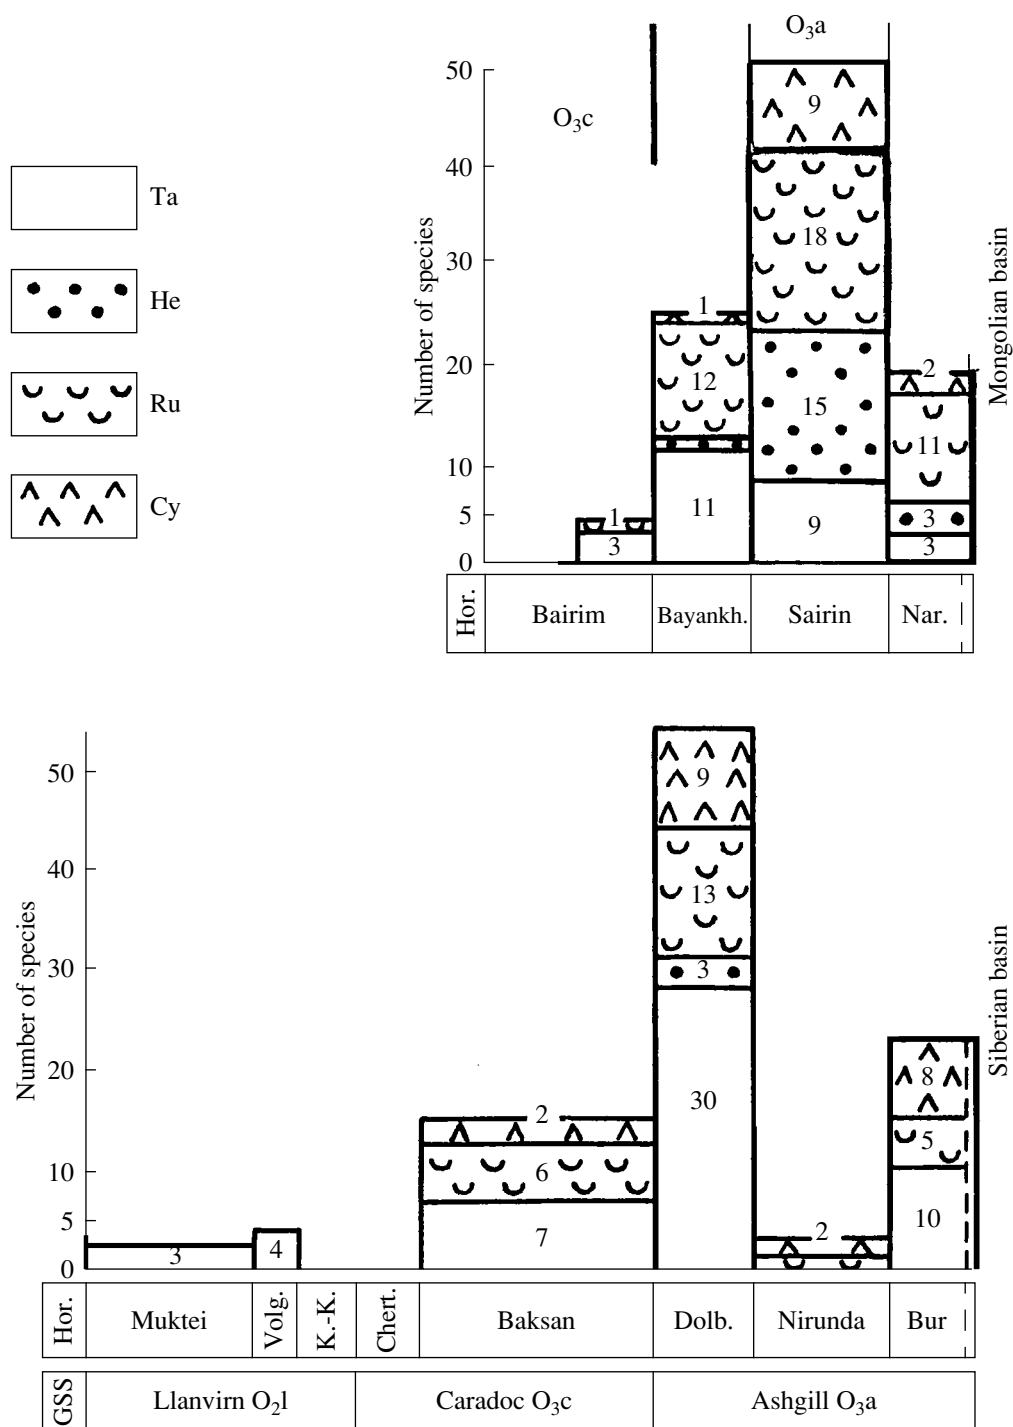 O₃a
50
9
O₃c
40
Ta
Number of species
30
18
Mongolian basin
He
1
20
12
2
15
Ru
10
11
11
9
Cy
5
1
3
3
3
0
Hor.
Bairim
Bayankh.
Sairin
Nar.
50
9
40
13
Number of species
30
3
Siberian basin
20
30
8
2
5
10
6
5
7
2
10
3
4
0
Hor.
Muktei
Volg.
K.-K.
Chert.
Baksan
Dolb.
Nirunda
Bur
GSS
Llanvirn O₂l
Caradoc O₃c
Ashgill O₃a